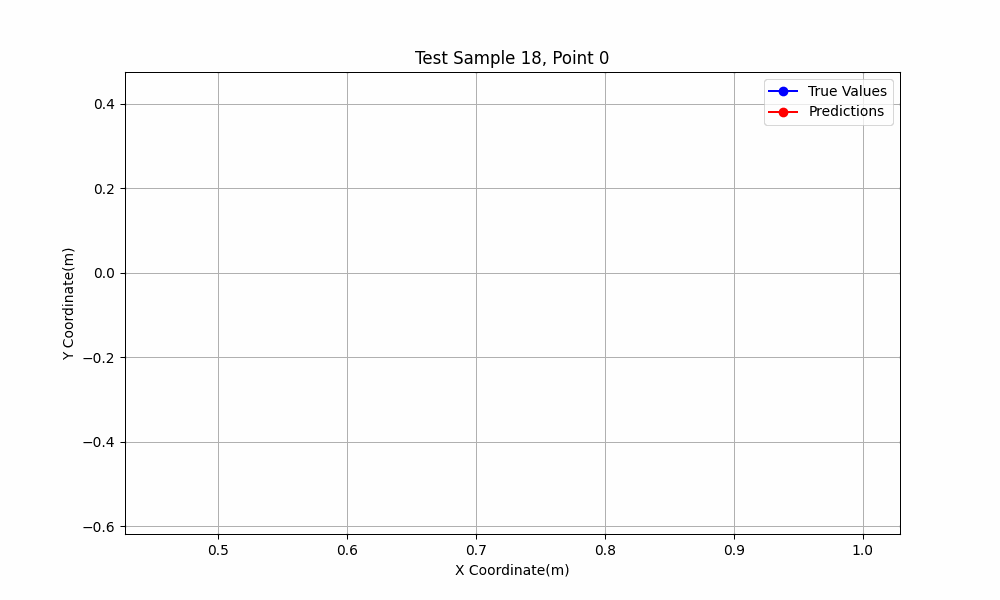 Test Sample 18, Point 0
True Values
Predictions
0.4
0.2
0.0
−0.2
−0.4
−0.6
Y Coordinate(m)
0.5 0.6 0.7 0.8 0.9 1.0
X Coordinate(m)